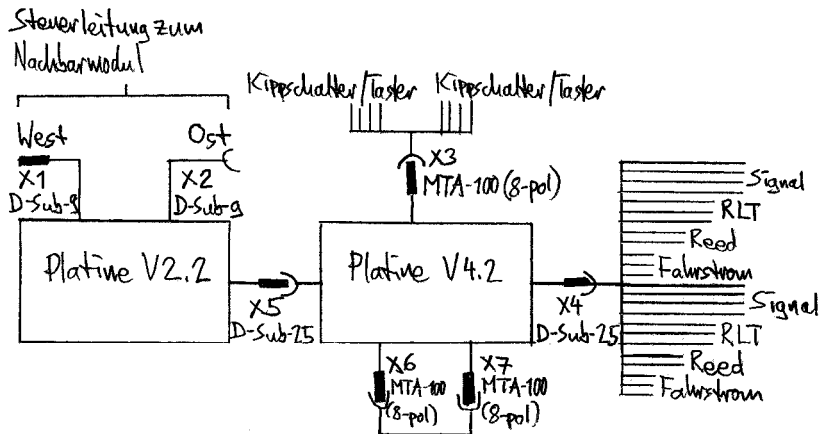 Steuerleitung zum
Nachbarmodul
Kippschalter/Taster
Kippschalter/Taster
West
Ost
X1
D-Sub-9
X2
D-Sub-9
X3
MTA-100 (8-pol)
Signal
RLT
Reed
Fahrstrom
Platine V2.2
Platine V4.2
X5
D-Sub-25
X4
D-Sub-25
Signal
RLT
Reed
Fahrstrom
X6
MTA-100
(8-pol)
X7
MTA-100
(8-pol)